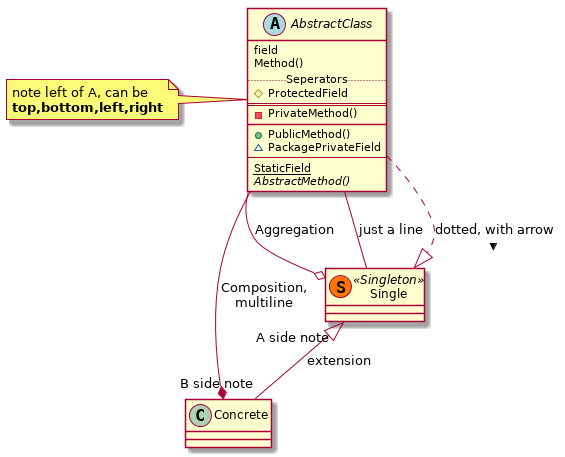 A AbstractClass
field
Method()
Seperators
ProtectedField
PrivateMethod()
PublicMethod()
PackagePrivateField
StaticField
AbstractMethod()
note left of A, can be
top,bottom,left,right
Aggregation
just a line
dotted, with arrow
S «Singleton»
Single
Composition,
multiline
A side note
extension
B side note
C Concrete